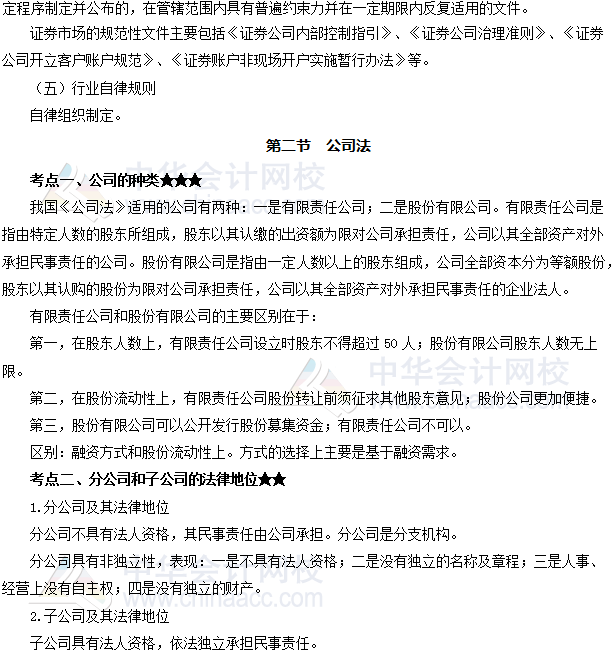 定程序制定并公布的，在管辖范围内具有普遍约束力并在一定期限内反复适用的文件。
证券市场的规范性文件主要包括《证券公司内部控制指引》、《证券公司治理准则》、《证券
公司开立客户账户规范》、《证券账户非现场开户实施暂行办法》等。
（五）行业自律规则
自律组织制定。
第二节　公司法
考点一、公司的种类★★★
我国《公司法》适用的公司有两种：一是有限责任公司；二是股份有限公司。有限责任公司是
指由特定人数的股东所组成，股东以其认缴的出资额为限对公司承担责任，公司以其全部资产对外
承担民事责任的公司。股份有限公司是指由一定人数以上的股东组成，公司全部资本分为等额股份，
股东以其认购的股份为限对公司承担责任，公司以其全部资产对外承担民事责任的企业法人。
有限责任公司和股份有限公司的主要区别在于：
第一，在股东人数上，有限责任公司设立时股东不得超过 50 人；股份有限公司股东人数无上
限。
第二，在股份流动性上，有限责任公司股份转让前须征求其他股东意见；股份公司更加便捷。
第三，股份有限公司可以公开发行股份募集资金；有限责任公司不可以。
区别：融资方式和股份流动性上。方式的选择上主要是基于融资需求。
考点二、分公司和子公司的法律地位★★
1.分公司及其法律地位
分公司不具有法人资格，其民事责任由公司承担。分公司是分支机构。
分公司具有非独立性，表现：一是不具有法人资格；二是没有独立的名称及章程；三是人事、
经营上没有自主权；四是没有独立的财产。
2.子公司及其法律地位
子公司具有法人资格，依法独立承担民事责任。
中华会计网校
中华会计网校
中华会计网校
www.chinaacc.com